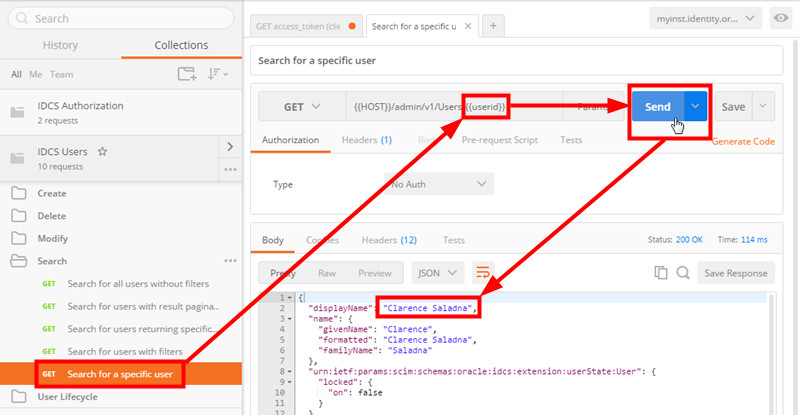 Search
History
Collections
All Me Team
IDCS Authorization
2 requests
IDCS Users
10 requests
Create
Delete
Modify
Search
GET Search for all users without filters
GET Search for users with result pagina...
GET Search for users returning specific...
GET Search for users with filters
GET Search for a specific user
User Lifecycle
GET access_token (clie
Search for a specific u
myinst.identity.or...
Search for a specific user
GET
{{HOST}}/admin/v1/Users/{{userid}}
Params
Send
Save
Authorization
Headers (1)
Body
Pre-request Script
Tests
Generate Code
Type
No Auth
Body
Cookies
Headers (12)
Tests
Status: 200 OK
Time: 114 ms
Pretty
Raw
Preview
JSON
Save Response
1 {
2 "displayName": "Clarence Saladna",
3 "name": {
4 "givenName": "Clarence",
5 "formatted": "Clarence Saladna",
6 "familyName": "Saladna"
7 },
8 "urn:ietf:params:scim:schemas:oracle:idcs:extension:userState:User": {
9 "locked": {
10 "on": false
11 }